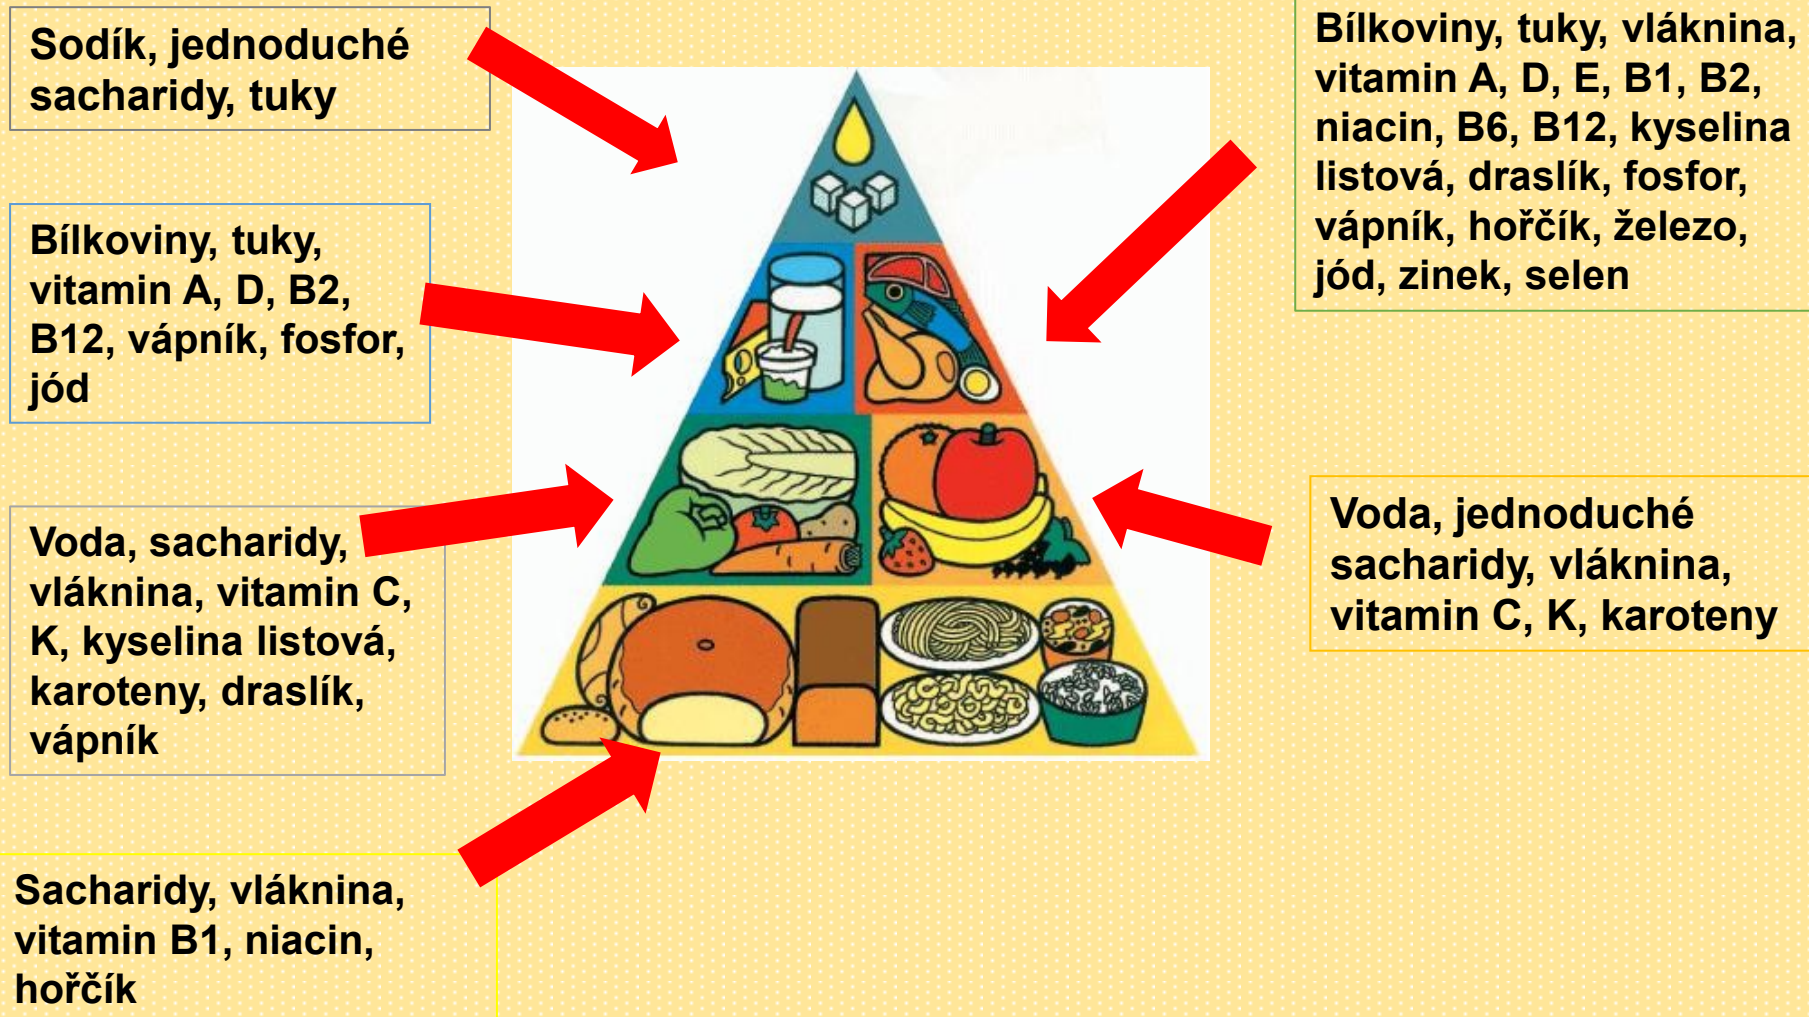 Sodík, jednoduché
sacharidy, tuky
Bílkoviny, tuky,
vitamin A, D, B2,
B12, vápník, fosfor,
jód
Voda, sacharidy,
vláknina, vitamin C,
K, kyselina listová,
karoteny, draslík,
vápník
Sacharidy, vláknina,
vitamin B1, niacin,
hořčík
Bílkoviny, tuky, vláknina,
vitamin A, D, E, B1, B2,
niacin, B6, B12, kyselina
listová, draslík, fosfor,
vápník, hořčík, železo,
jód, zinek, selen
Voda, jednoduché
sacharidy, vláknina,
vitamin C, K, karoteny